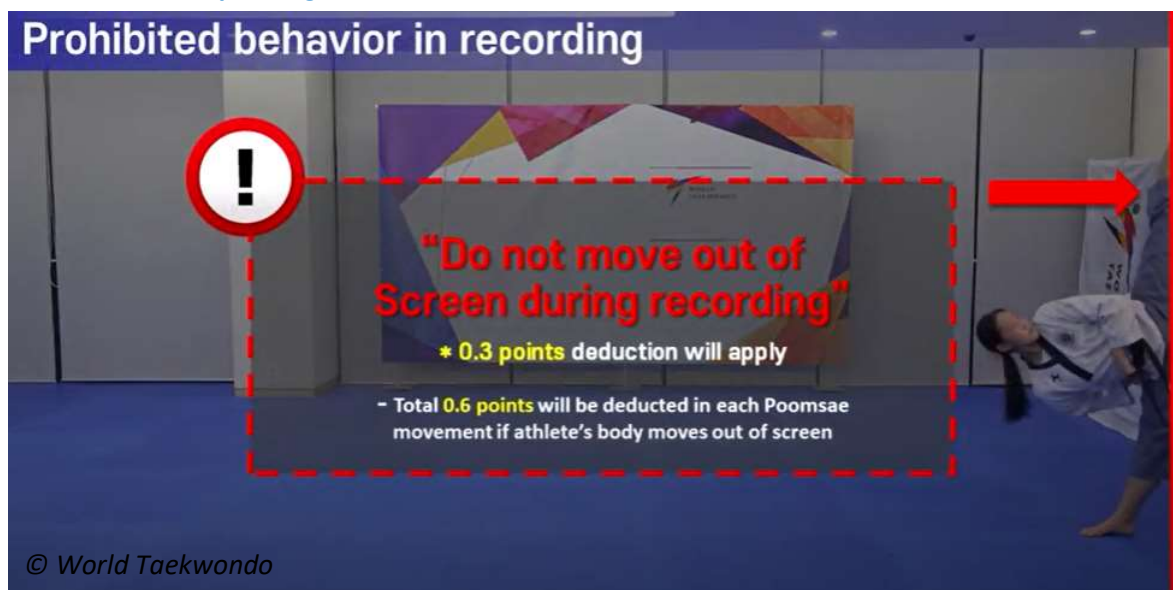 Prohibited behavior in recording
!
"Do not move out of
Screen during recording"
* 0.3 points deduction will apply
- Total 0.6 points will be deducted in each Poomsae
movement if athlete's body moves out of screen
© World Taekwondo